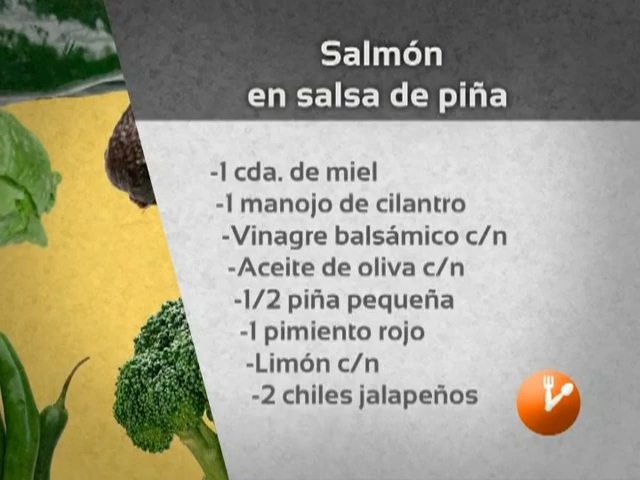 Salmón
en salsa de piña
-1 cda. de miel
-1 manojo de cilantro
-Vinagre balsámico c/n
-Aceite de oliva c/n
-1/2 piña pequeña
-1 pimiento rojo
-Limón c/n
-2 chiles jalapeños